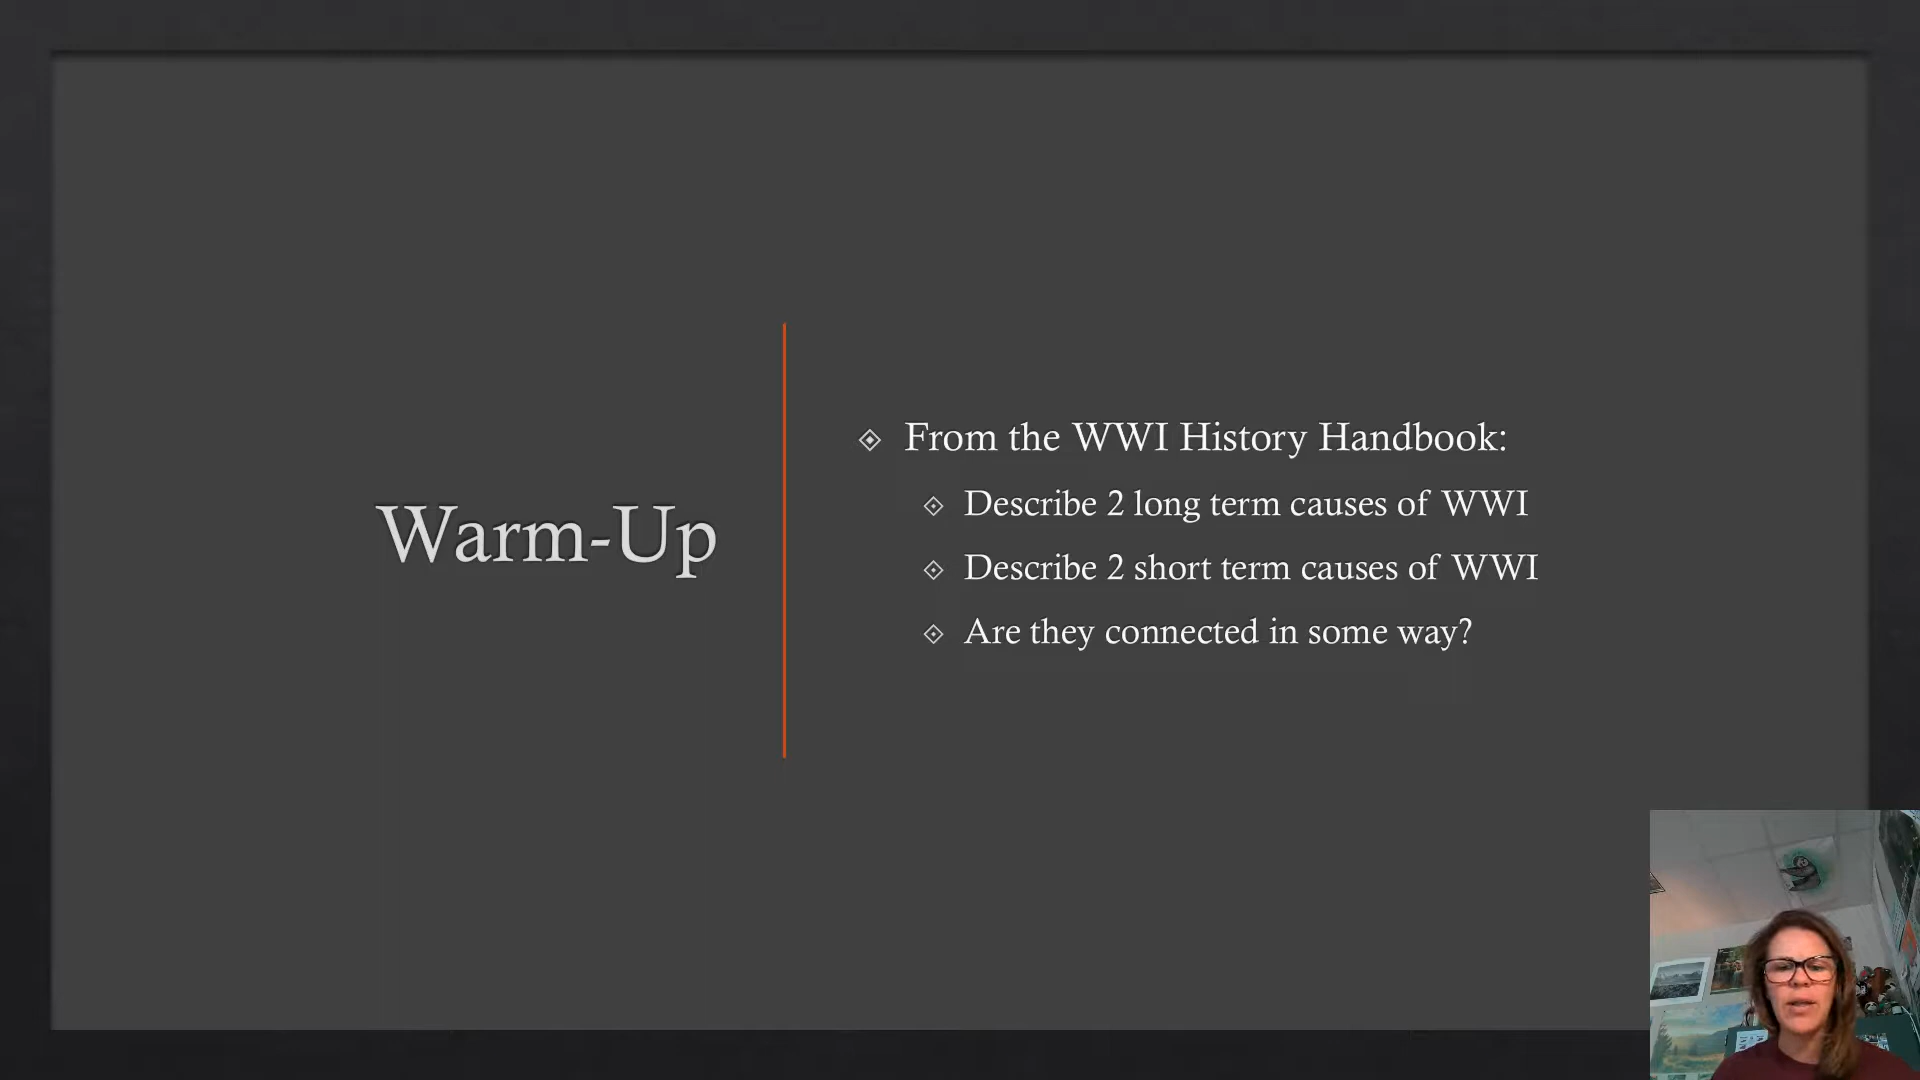 Warm-Up
From the WWI History Handbook:
Describe 2 long term causes of WWI
Describe 2 short term causes of WWI
Are they connected in some way?